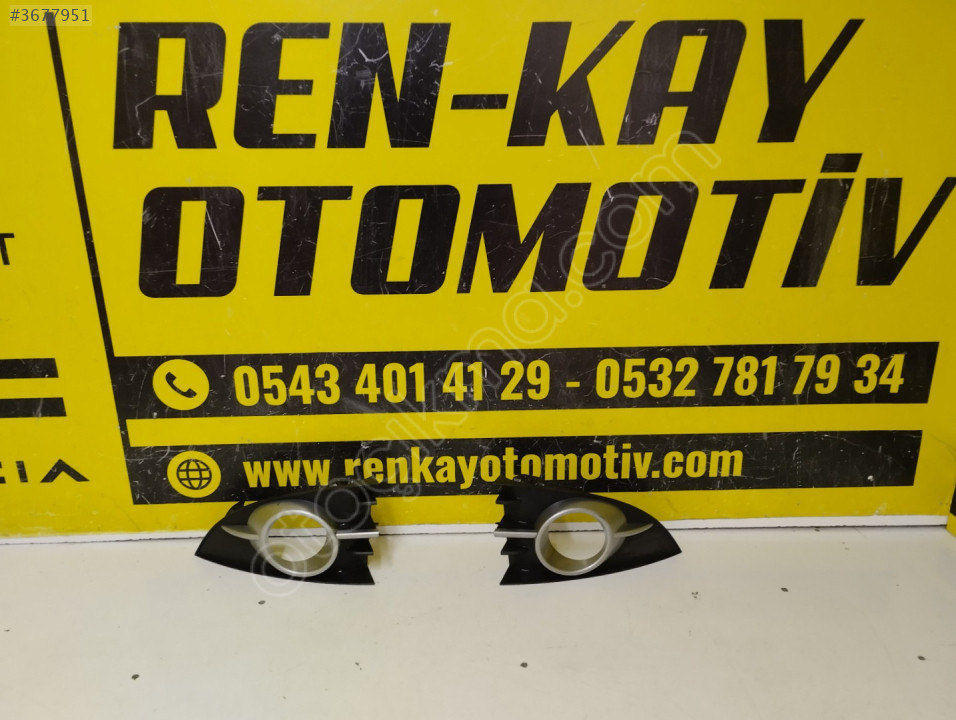 #3677951
REN-KAY
OTOMOTİV
0543 401 41 29 - 0532 781 79 34
www.renkayotomotiv.com